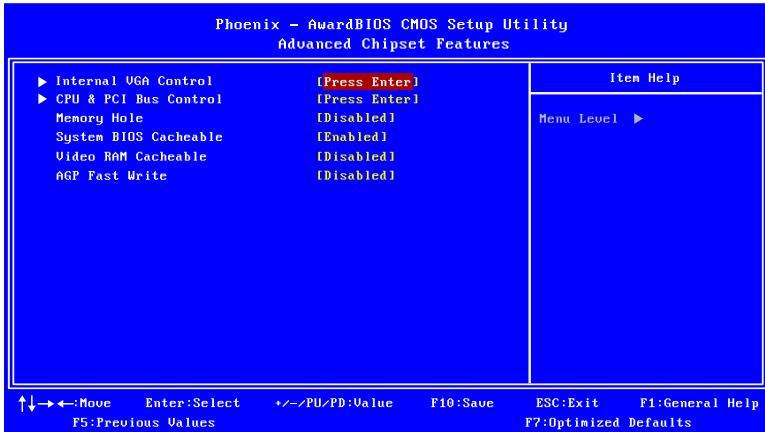 Phoenix - AwardBIOS CMOS Setup Utility
Advanced Chipset Features
▶ Internal VGA Control [Press Enter]
▶ CPU & PCI Bus Control [Press Enter]
Memory Hole [Disabled]
System BIOS Cacheable [Enabled]
Video RAM Cacheable [Disabled]
AGP Fast Write [Disabled]
Item Help
Menu Level ▶
↑↓→←:Move Enter:Select +/-/PU/PD:Value F10:Save ESC:Exit F1:General Help
F5:Previous Values F7:Optimized Defaults